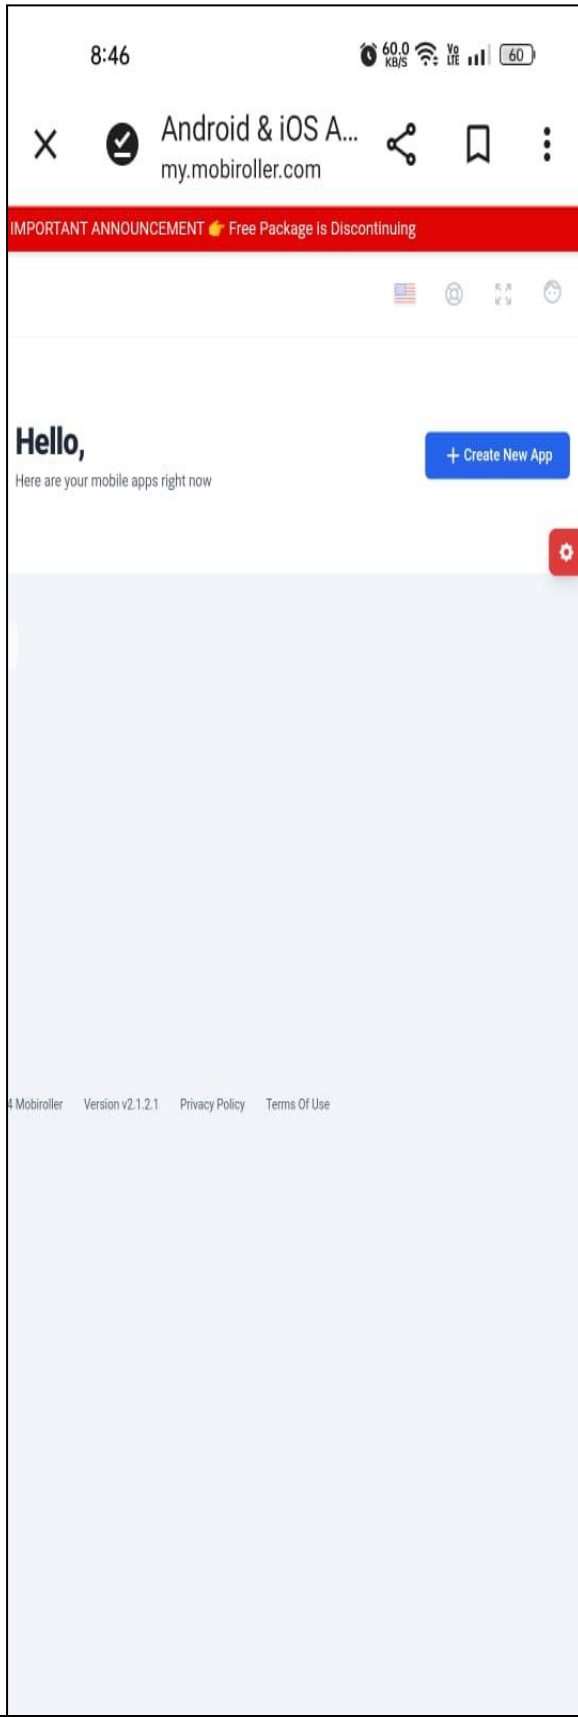 8:46 60.0 KB/S Vo LTE 60
Android & iOS A...
my.mobiroller.com
IMPORTANT ANNOUNCEMENT 👉 Free Package is Discontinuing
Hello,
Here are your mobile apps right now
+ Create New App
4 Mobiroller Version v2.1.2.1 Privacy Policy Terms Of Use